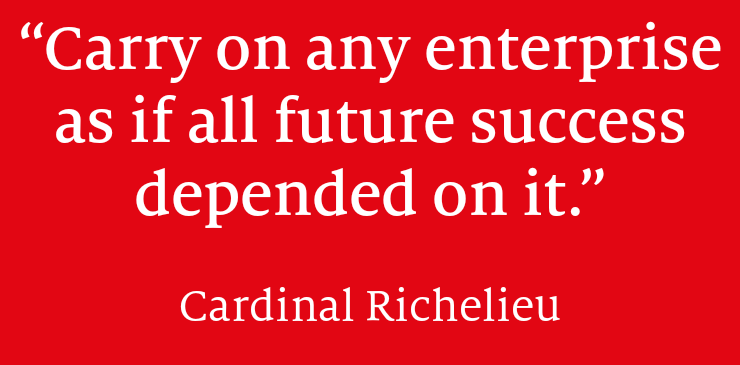 “Carry on any enterprise
as if all future success
depended on it.”
Cardinal Richelieu